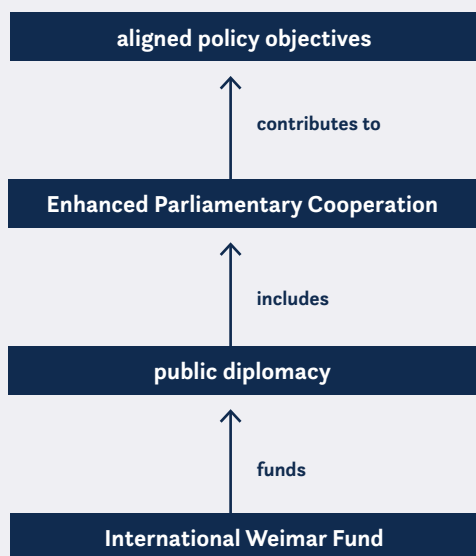 aligned policy objectives
contributes to
Enhanced Parliamentary Cooperation
includes
public diplomacy
funds
International Weimar Fund